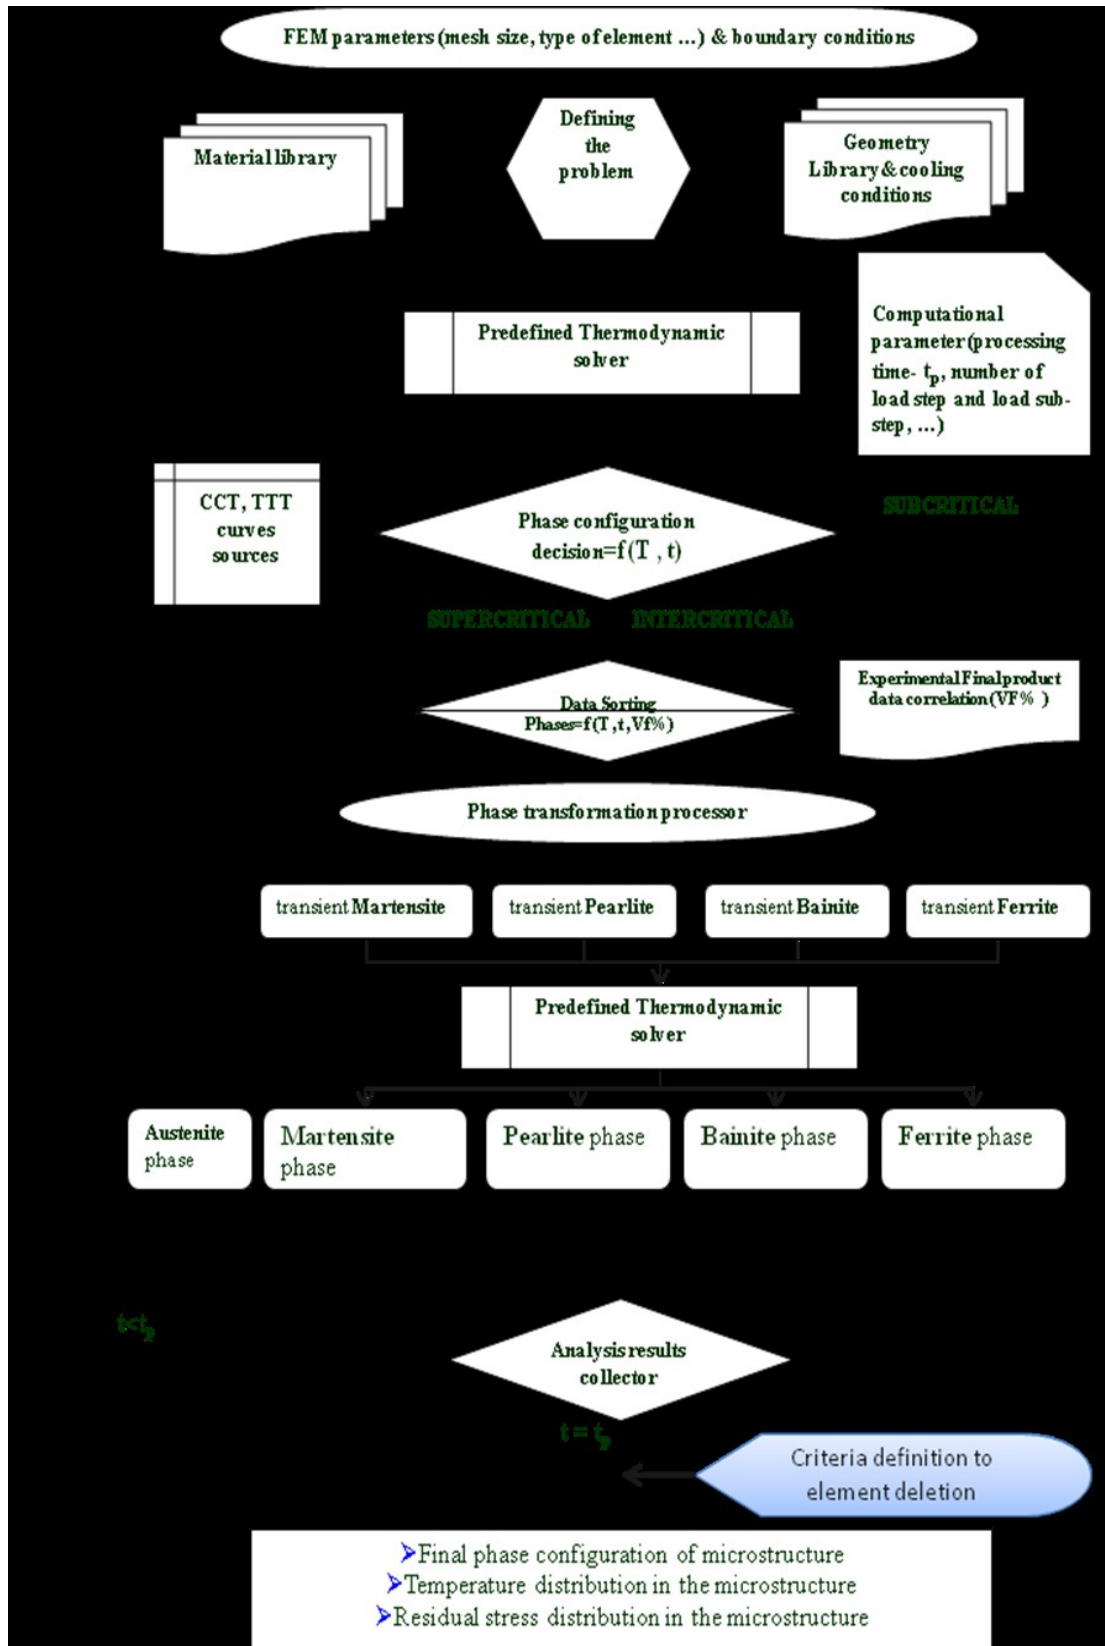 FEM parameters (mesh size, type of element ...) & boundary conditions
Material library
Defining
the
problem
Geometry
Library & cooling
conditions
Predefined Thermodynamic
solver
Computational
parameter (processing
time- tp, number of
load step and load sub-
step, ...)
CCT, TTT
curves
sources
Phase configuration
decision=f(T , t)
SUBCRITICAL
SUPERCRITICAL
INTERCRITICAL
Data Sorting
Phases=f(T,t,Vf%)
Experimental Final product
data correlation (VF% )
Phase transformation processor
transient Martensite
transient Pearlite
transient Bainite
transient Ferrite
Predefined Thermodynamic
solver
Austenite
phase
Martensite
phase
Pearlite phase
Bainite phase
Ferrite phase
t<tp
Analysis results
collector
t = tp
Criteria definition to
element deletion
➢Final phase configuration of microstructure
➢Temperature distribution in the microstructure
➢Residual stress distribution in the microstructure